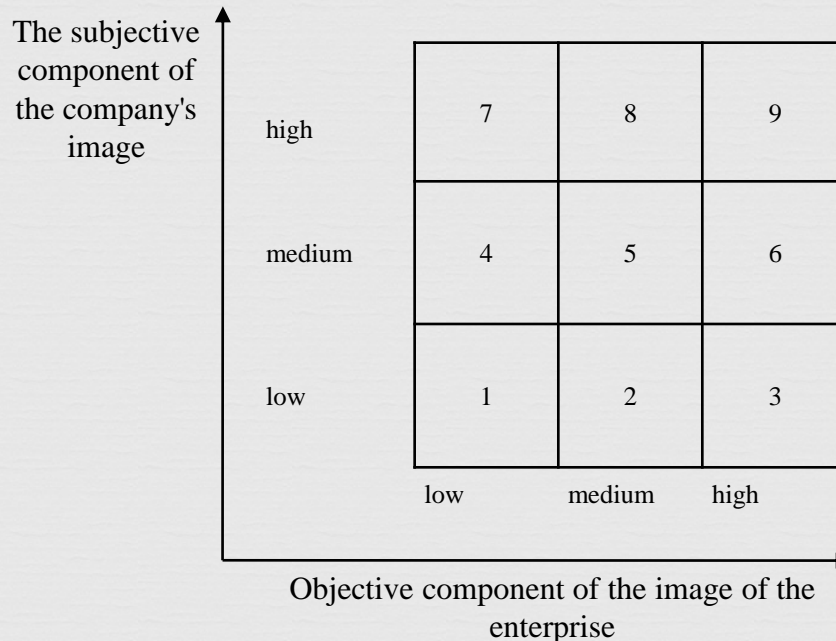 The subjective
component of
the company's
image
high
7 8 9
medium
4 5 6
low
1 2 3
low medium high
Objective component of the image of the
enterprise